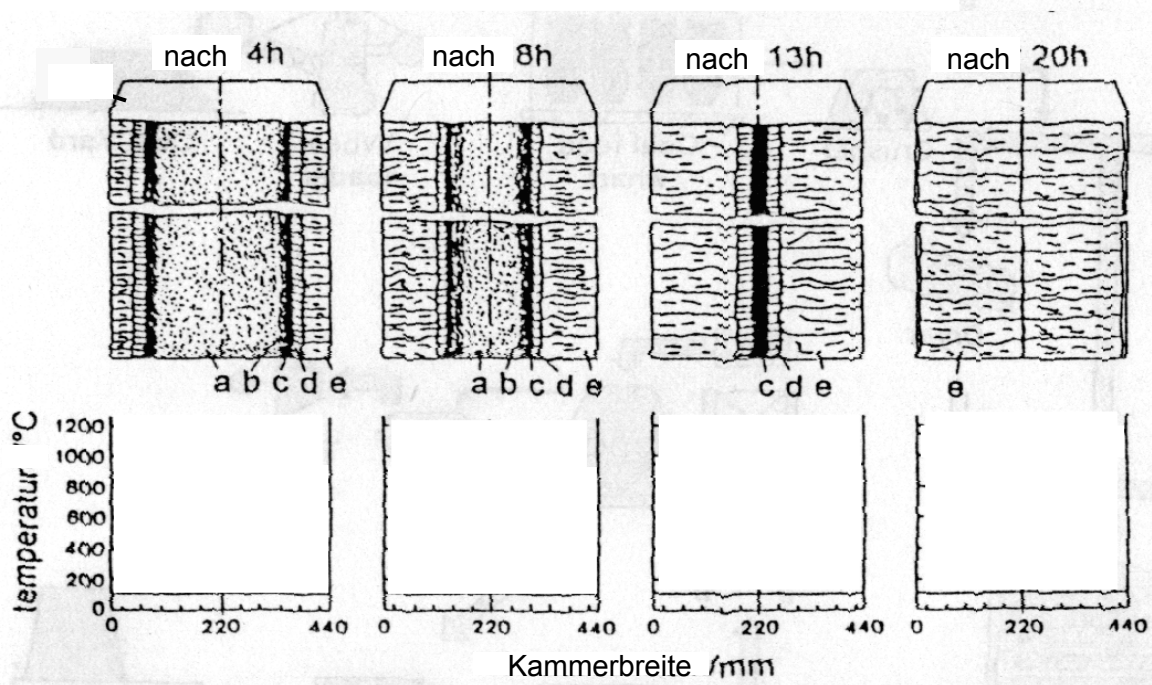 nach 4h
nach 8h
nach 13h
nach 20h
a b c d e
a b c d e
c d e
e
temperatur /°C
1200
1000
800
600
400
200
0
0 220 440
0 220 440
0 220 440
0 220 440
Kammerbreite /mm